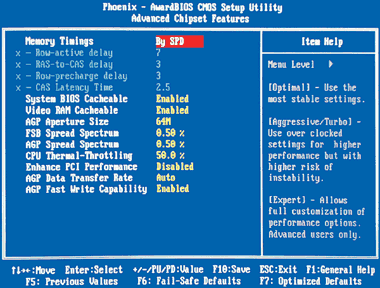 Phoenix - AwardBIOS CMOS Setup Utility
Advanced Chipset Features
Memory Timings By SPD
x - Row-active delay 7
x - RAS-to-CAS delay 3
x - Row-precharge delay 3
x - CAS Latency Time 2.5
System BIOS Cacheable Enabled
Video RAM Cacheable Enabled
AGP Aperture Size 64M
FSB Spread Spectrum 0.50 %
AGP Spread Spectrum 0.50 %
CPU Thermal-Throttling 50.0 %
Enhance PCI Performance Disabled
AGP Data Transfer Rate Auto
AGP Fast Write Capability Enabled
Item Help
Menu Level ▶
[Optimal] - Use the
most stable settings.
[Aggressive/Turbo] -
Use over clocked
settings for higher
performance but with
higher risk of
instability.
[Expert] - Allows
full customization of
performance options.
Advanced users only.
↑↓←→:Move Enter:Select +/-/PU/PD:Value F10:Save ESC:Exit F1:General Help
F5: Previous Values F6: Fail-Safe Defaults F7: Optimized Defaults